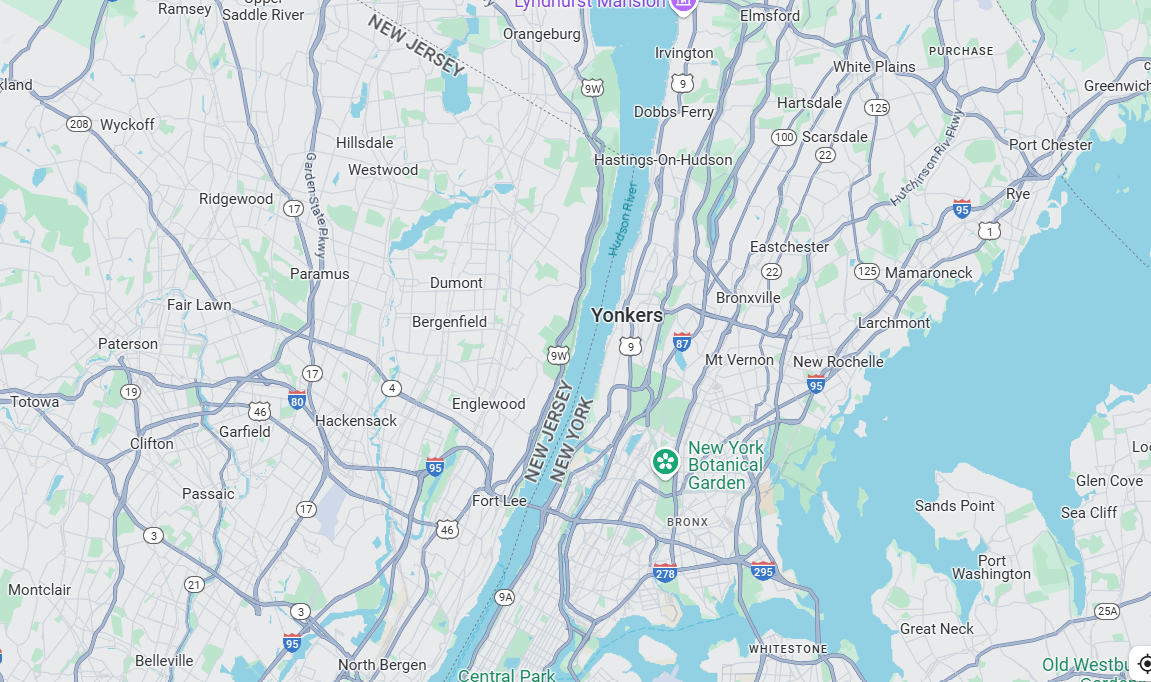 Ramsey
Upper
Saddle River
NEW JERSEY
Orangeburg
Lyndhurst Mansion
Elmsford
Irvington
PURCHASE
White Plains
Greenwich
9W
9
Dobbs Ferry
Hartsdale
125
208
Wyckoff
Hillsdale
100
Scarsdale
22
Port Chester
Hutchinson Riv Pkwy
Westwood
Hastings-On-Hudson
Garden State Pkwy
Ridgewood
17
Hudson River
Rye
95
1
Eastchester
22
125
Mamaroneck
Paramus
Dumont
Bronxville
Fair Lawn
Bergenfield
Yonkers
Larchmont
Paterson
9W
9
87
Mt Vernon
New Rochelle
17
4
95
19
80
Totowa
46
Englewood
Hackensack
Garfield
Clifton
NEW JERSEY
NEW YORK
New York
Botanical
Garden
95
Glen Cove
Passaic
Fort Lee
Sands Point
Sea Cliff
17
46
BRONX
3
Port
Washington
278
295
21
Montclair
9A
3
25A
95
Great Neck
WHITESTONE
Belleville
North Bergen
Central Park
Old Westbu